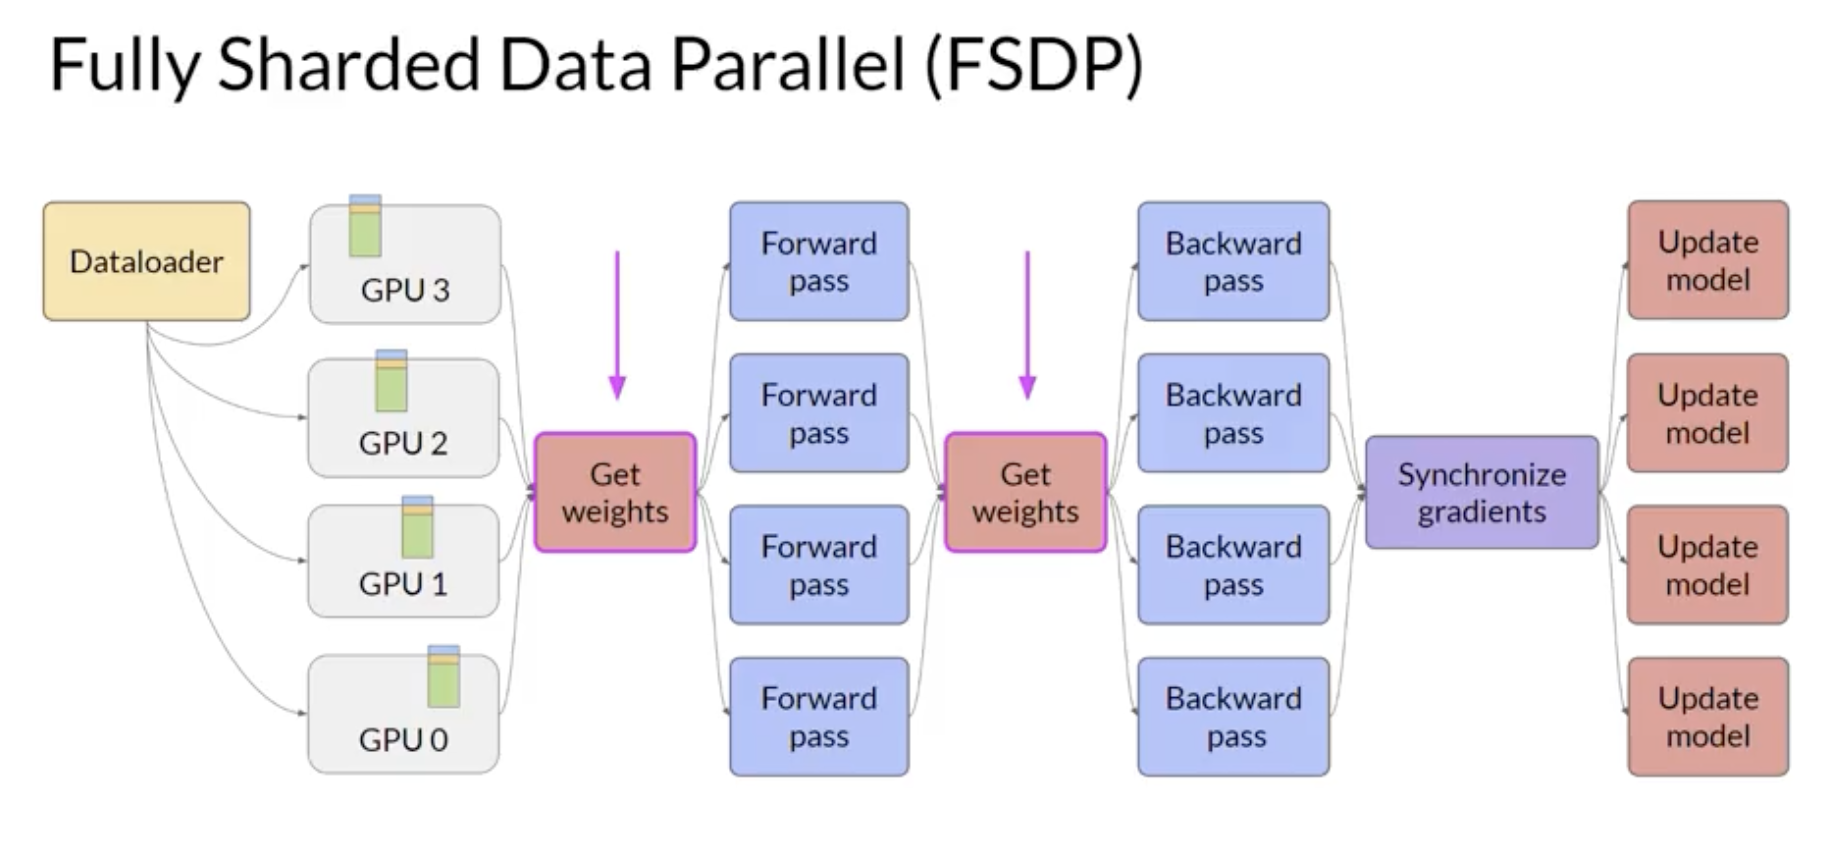 Fully Sharded Data Parallel (FSDP)
Dataloader
GPU 3
GPU 2
GPU 1
GPU 0
Get
weights
Forward
pass
Forward
pass
Forward
pass
Forward
pass
Get
weights
Backward
pass
Backward
pass
Backward
pass
Backward
pass
Synchronize
gradients
Update
model
Update
model
Update
model
Update
model